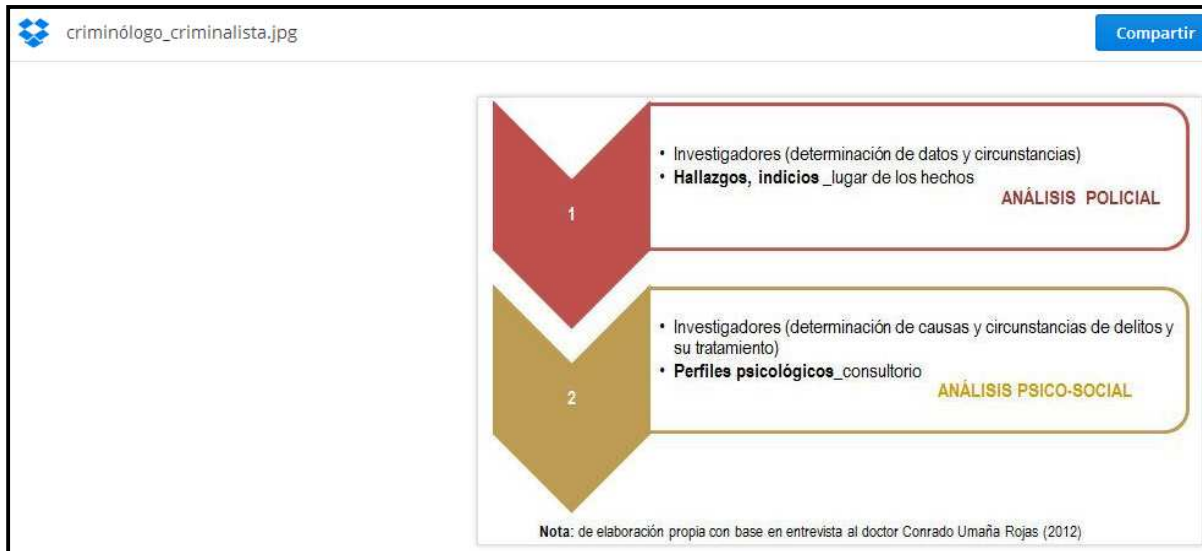 criminólogo_criminalista.jpg
Compartir
1
• Investigadores (determinación de datos y circunstancias)
• Hallazgos, indicios _lugar de los hechos
ANÁLISIS POLICIAL
2
• Investigadores (determinación de causas y circunstancias de delitos y
su tratamiento)
• Perfiles psicológicos_consultorio
ANÁLISIS PSICO-SOCIAL
Nota: de elaboración propia con base en entrevista al doctor Conrado Umaña Rojas (2012)